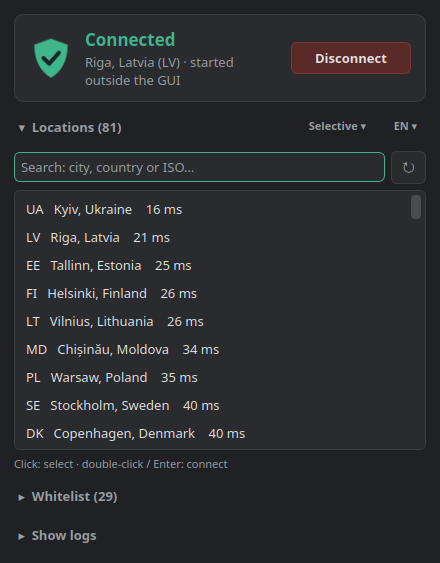 Connected
Riga, Latvia (LV) · started
outside the GUI
Disconnect
▾ Locations (81)
Selective ▾
EN ▾
Search: city, country or ISO…
↻
UA Kyiv, Ukraine 16 ms
LV Riga, Latvia 21 ms
EE Tallinn, Estonia 25 ms
FI Helsinki, Finland 26 ms
LT Vilnius, Lithuania 26 ms
MD Chișinău, Moldova 34 ms
PL Warsaw, Poland 35 ms
SE Stockholm, Sweden 40 ms
DK Copenhagen, Denmark 40 ms
Click: select · double-click / Enter: connect
▸ Whitelist (29)
▸ Show logs